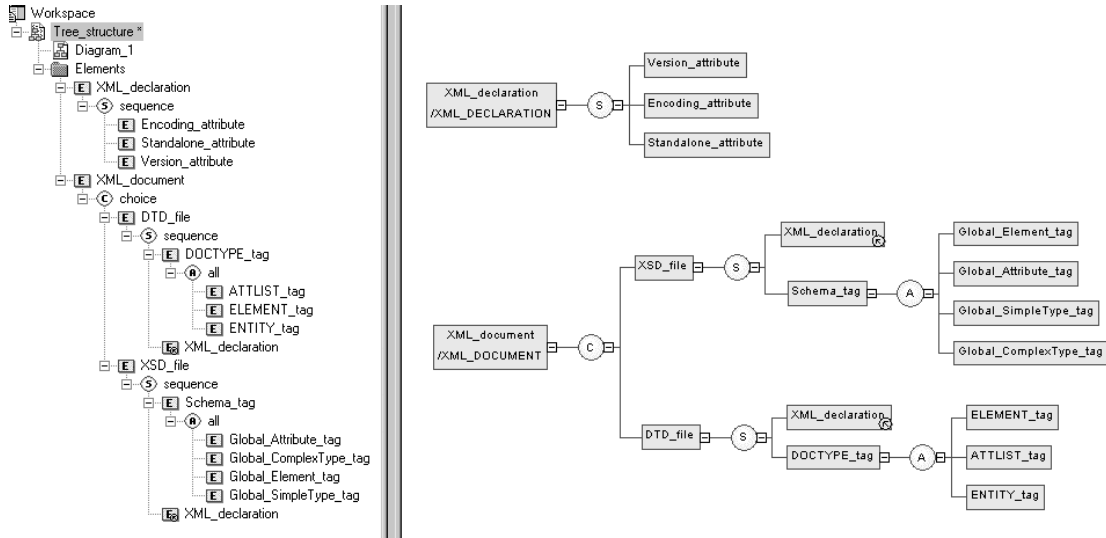 Workspace
Tree_structure *
Diagram_1
Elements
E XML_declaration
S sequence
E Encoding_attribute
E Standalone_attribute
E Version_attribute
E XML_document
C choice
E DTD_file
S sequence
E DOCTYPE_tag
A all
E ATTLIST_tag
E ELEMENT_tag
E ENTITY_tag
E XML_declaration
E XSD_file
S sequence
E Schema_tag
A all
E Global_Attribute_tag
E Global_ComplexType_tag
E Global_Element_tag
E Global_SimpleType_tag
E XML_declaration
XML_declaration
/XML_DECLARATION
S
Version_attribute
Encoding_attribute
Standalone_attribute
XML_document
/XML_DOCUMENT
C
XSD_file
S
XML_declaration
Schema_tag
A
Global_Element_tag
Global_Attribute_tag
Global_SimpleType_tag
Global_ComplexType_tag
DTD_file
S
XML_declaration
DOCTYPE_tag
A
ELEMENT_tag
ATTLIST_tag
ENTITY_tag